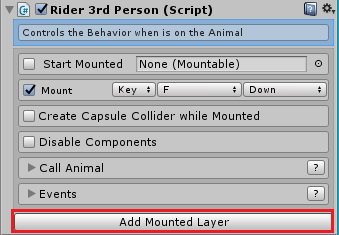 Rider 3rd Person (Script)
Controls the Behavior when is on the Animal
Start Mounted None (Mountable)
Mount Key F Down
Create Capsule Collider while Mounted
Disable Components
Call Animal ?
Events ?
Add Mounted Layer